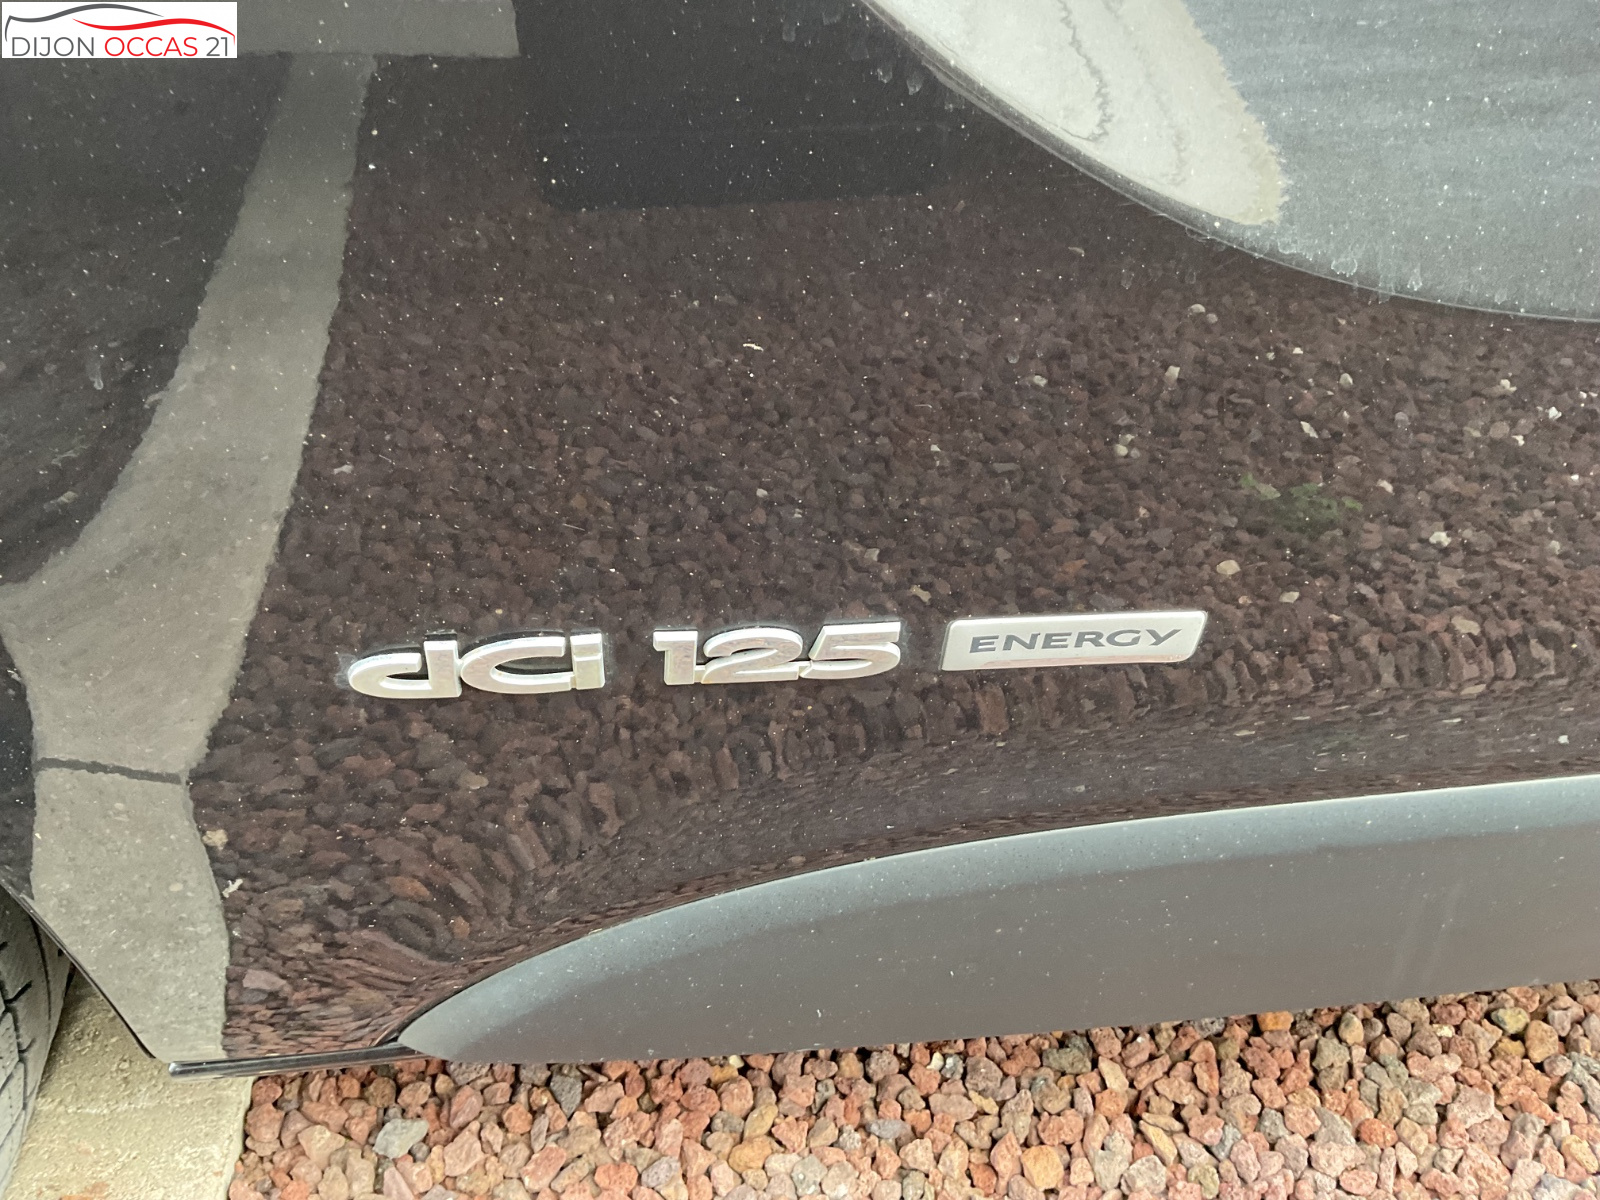 DIJON OCCAS 21
dCi 125 ENERGY